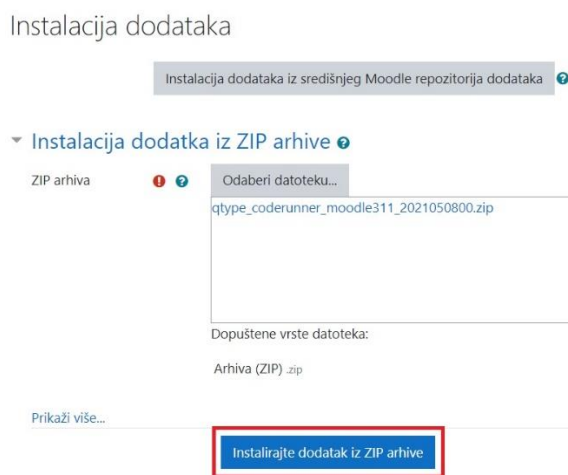 Instalacija dodataka
Instalacija dodataka iz središnjeg Moodle repozitorija dodataka
Instalacija dodatka iz ZIP arhive
ZIP arhiva
Odaberi datoteku...
qtype_coderunner_moodle311_2021050800.zip
Dopuštene vrste datoteka:
Arhiva (ZIP) .zip
Prikaži više...
Instalirajte dodatak iz ZIP arhive